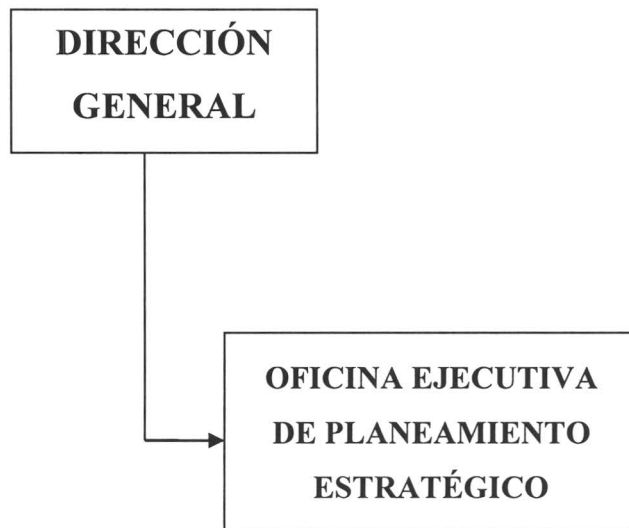 DIRECCIÓN
GENERAL
OFICINA EJECUTIVA
DE PLANEAMIENTO
ESTRATÉGICO